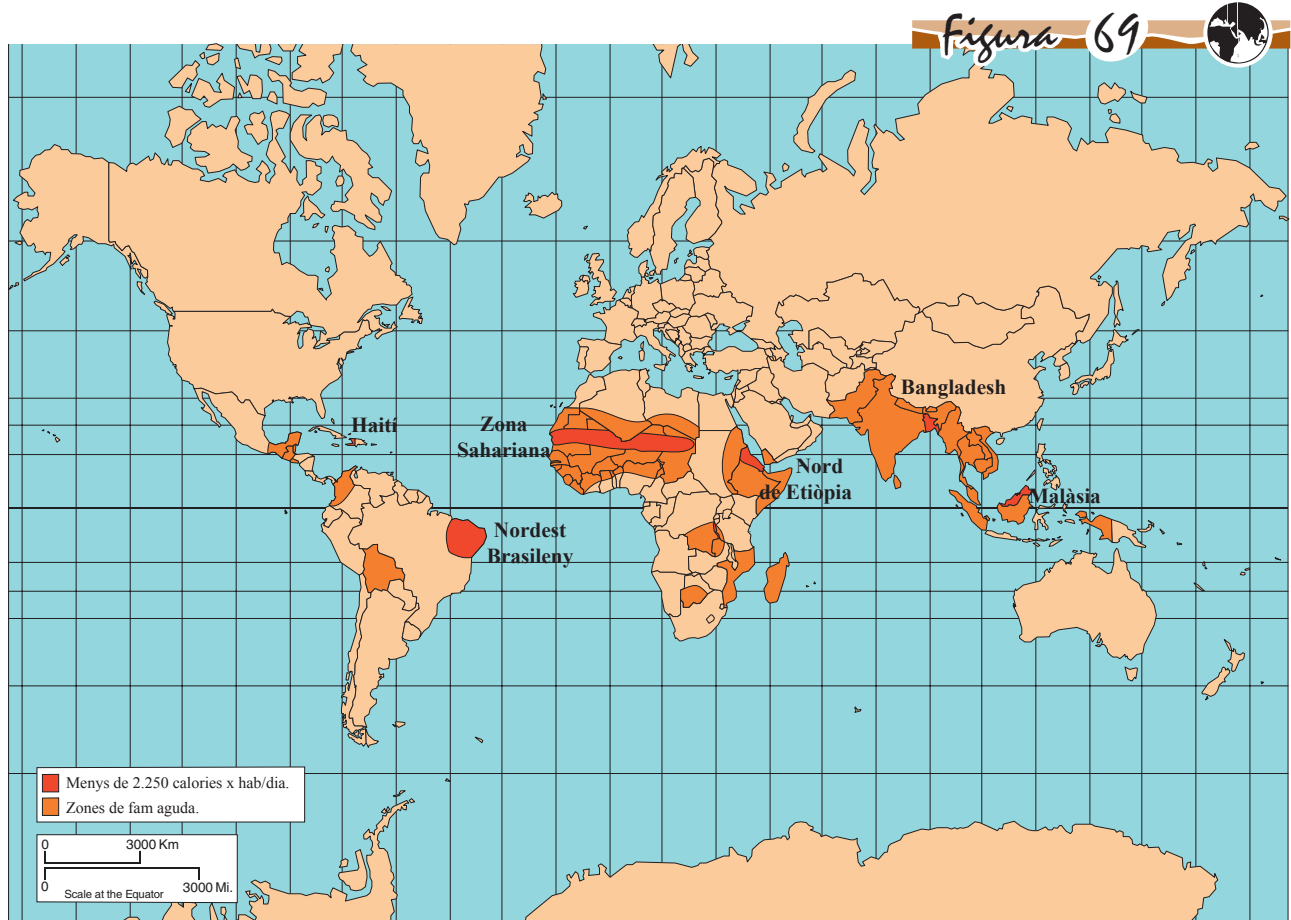 Figura 69
Bangladesh
Haití
Zona
Sahariana
Nord
de Etiòpia
Malàsia
Nordest
Brasileny
Menys de 2.250 calories x hab/dia.
Zones de fam aguda.
0 3000 Km
0 3000 Mi.
Scale at the Equator